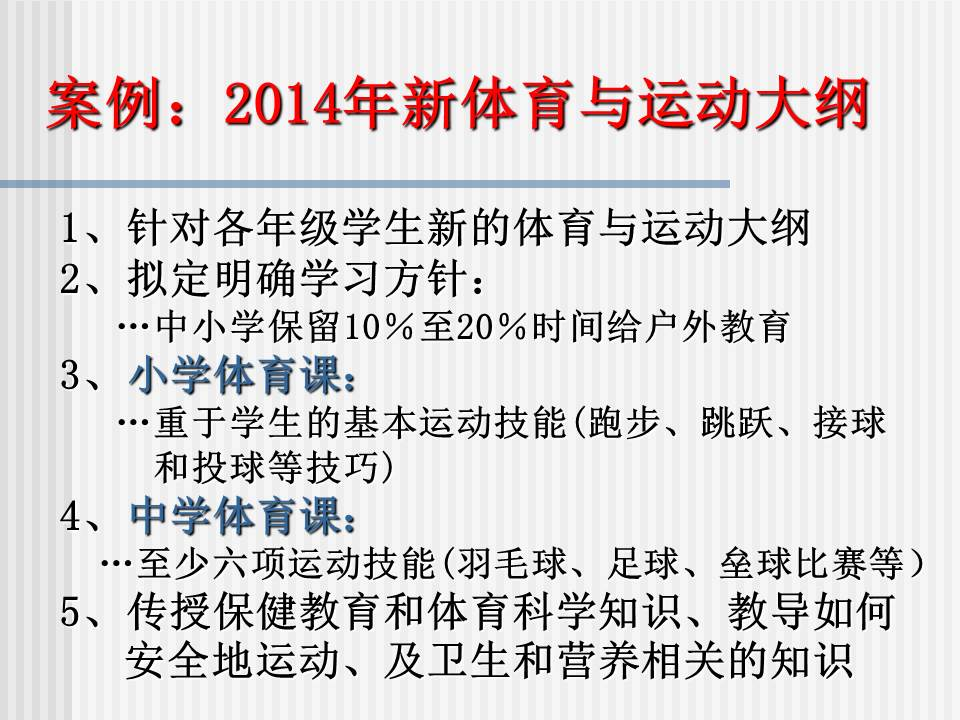 案例：2014年新体育与运动大纲
1、针对各年级学生新的体育与运动大纲
2、拟定明确学习方针：
…中小学保留10％至20％时间给户外教育
3、小学体育课：
…重于学生的基本运动技能(跑步、跳跃、接球
和投球等技巧)
4、中学体育课：
…至少六项运动技能(羽毛球、足球、垒球比赛等）
5、传授保健教育和体育科学知识、教导如何
安全地运动、及卫生和营养相关的知识